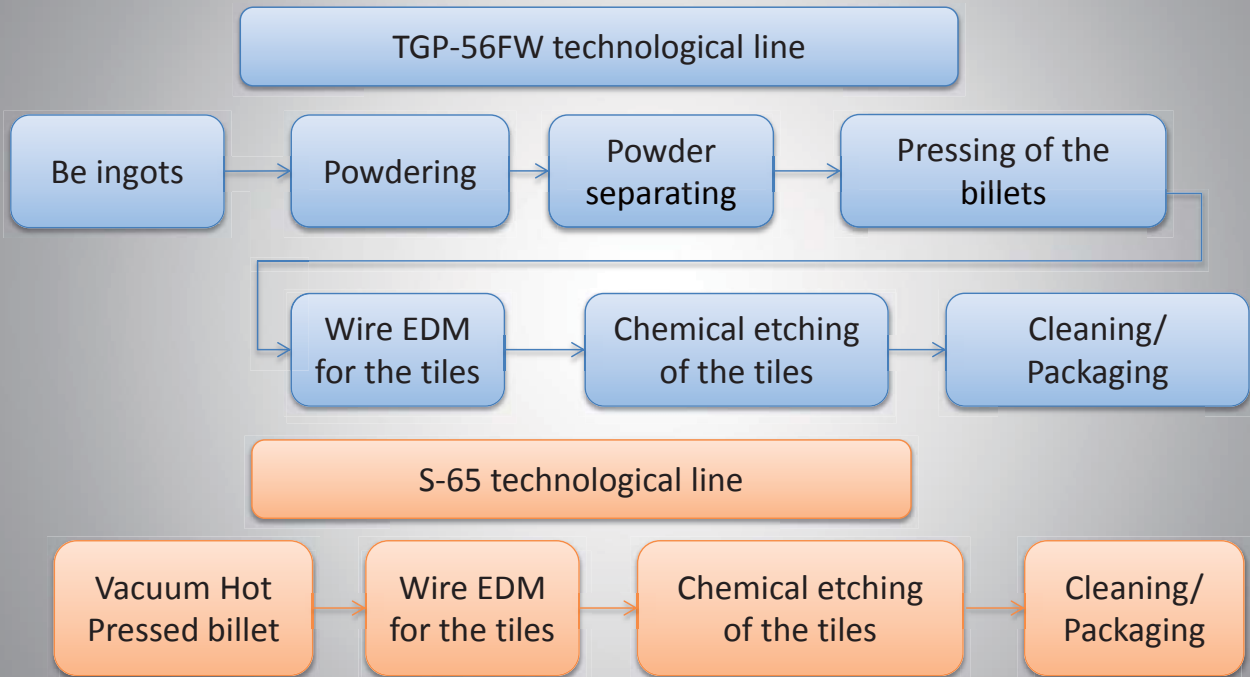 TGP-56FW technological line
Be ingots
Powdering
Powder
separating
Pressing of the
billets
Wire EDM
for the tiles
Chemical etching
of the tiles
Cleaning/
Packaging
S-65 technological line
Vacuum Hot
Pressed billet
Wire EDM
for the tiles
Chemical etching
of the tiles
Cleaning/
Packaging